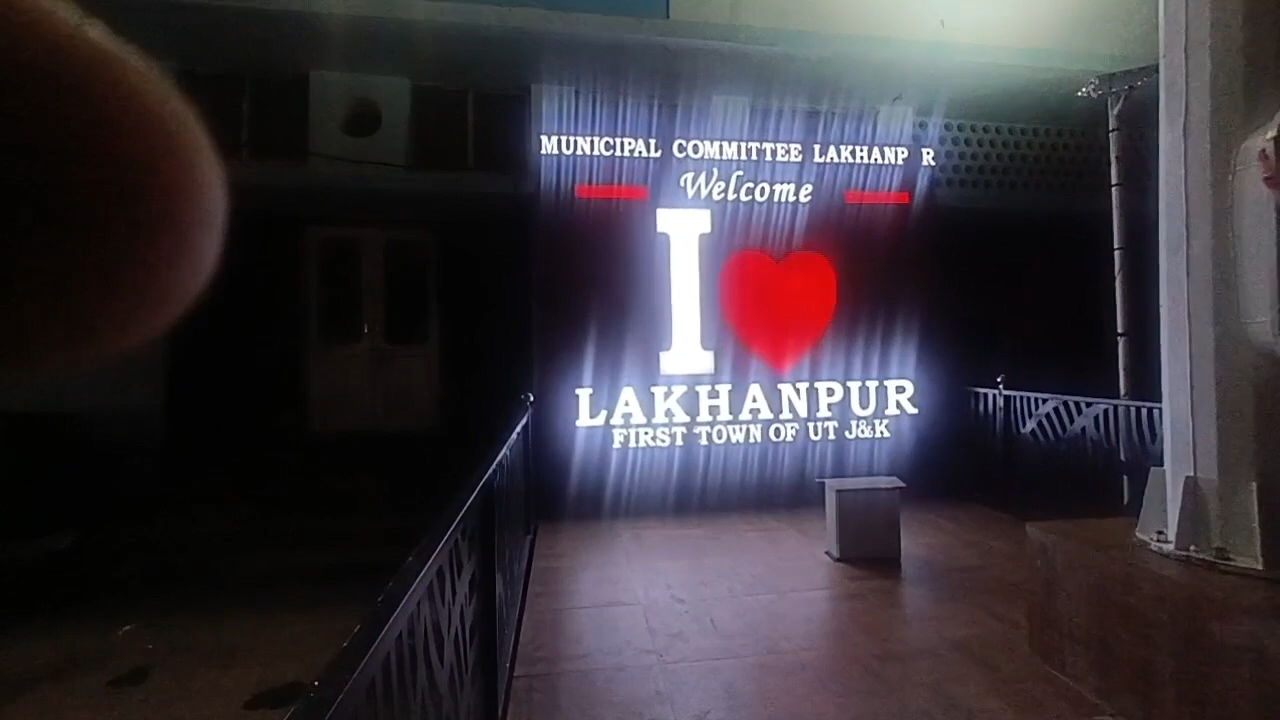 MUNICIPAL COMMITTEE LAKHANP R
Welcome
I ♥
LAKHANPUR
FIRST TOWN OF UT J&K